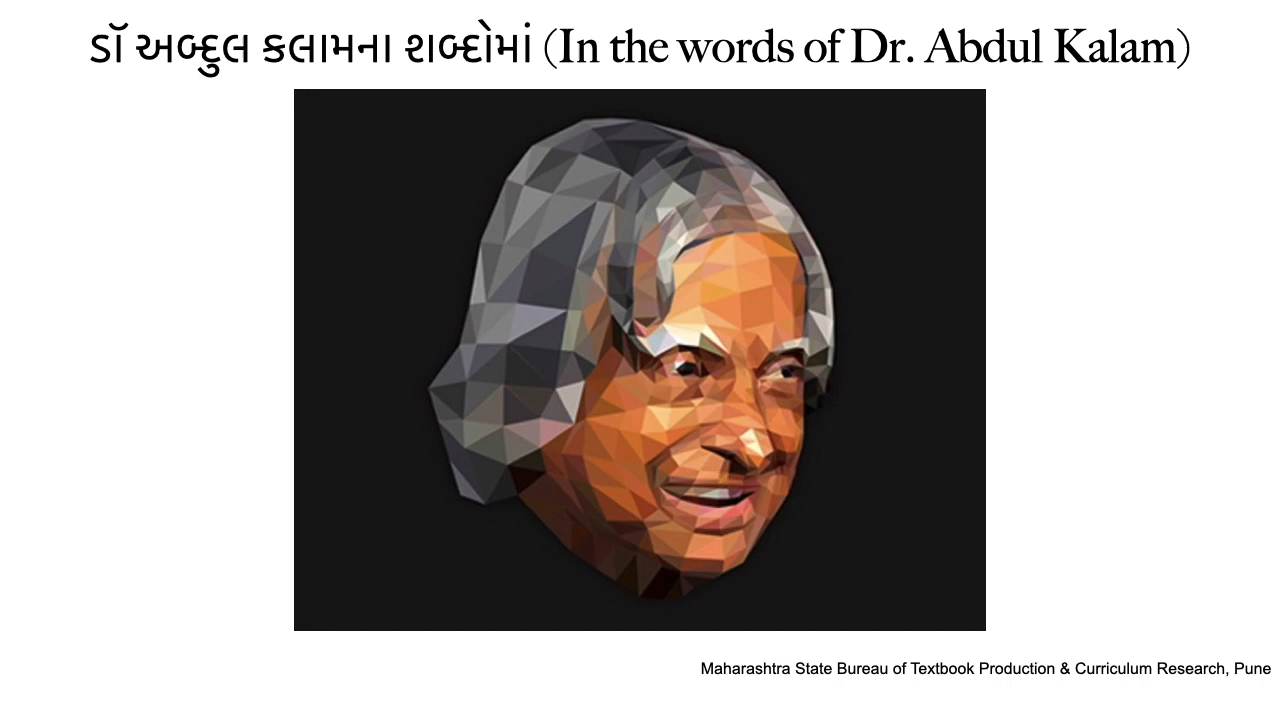 ડૉ અબ્દુલ કલામના શબ્દોમાં (In the words of Dr. Abdul Kalam)
Maharashtra State Bureau of Textbook Production & Curriculum Research, Pune